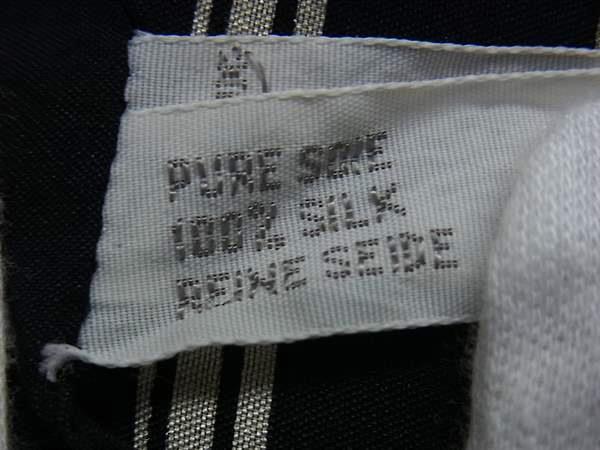 PURE SOIE
100% SILK
REINE SEIDE